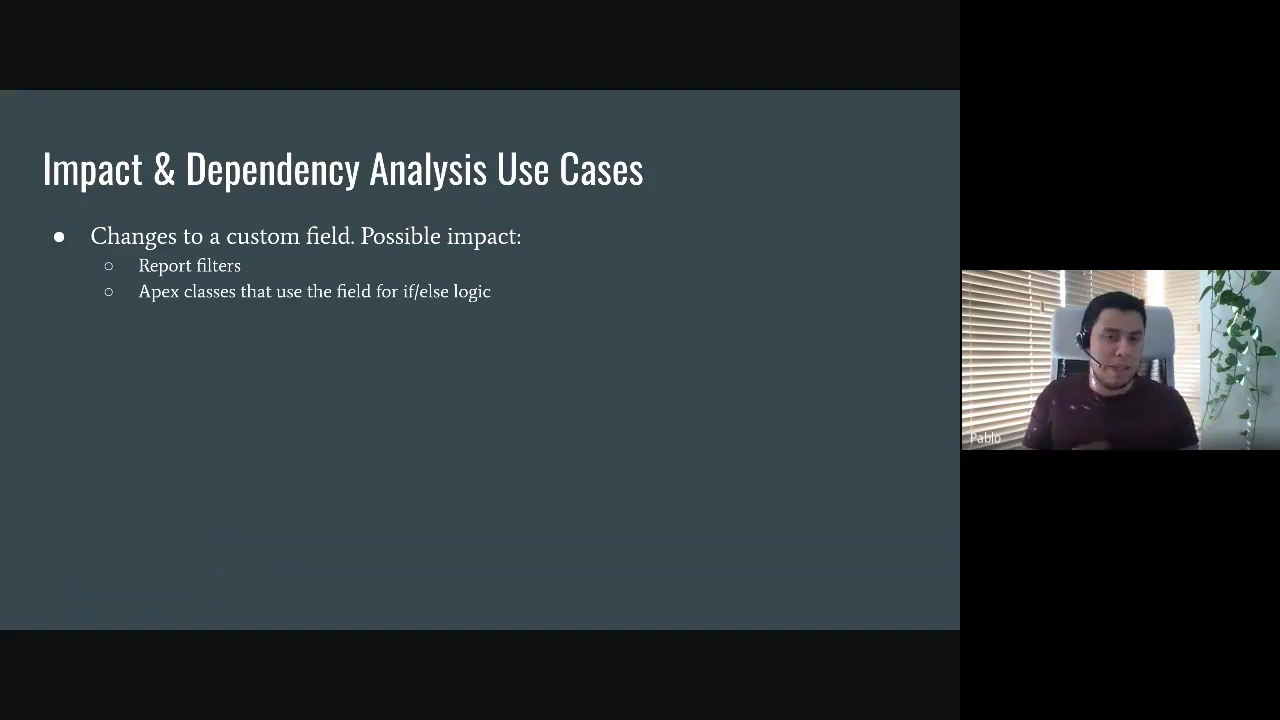 Impact & Dependency Analysis Use Cases
● Changes to a custom field. Possible impact:
○ Report filters
○ Apex classes that use the field for if/else logic
Pablo